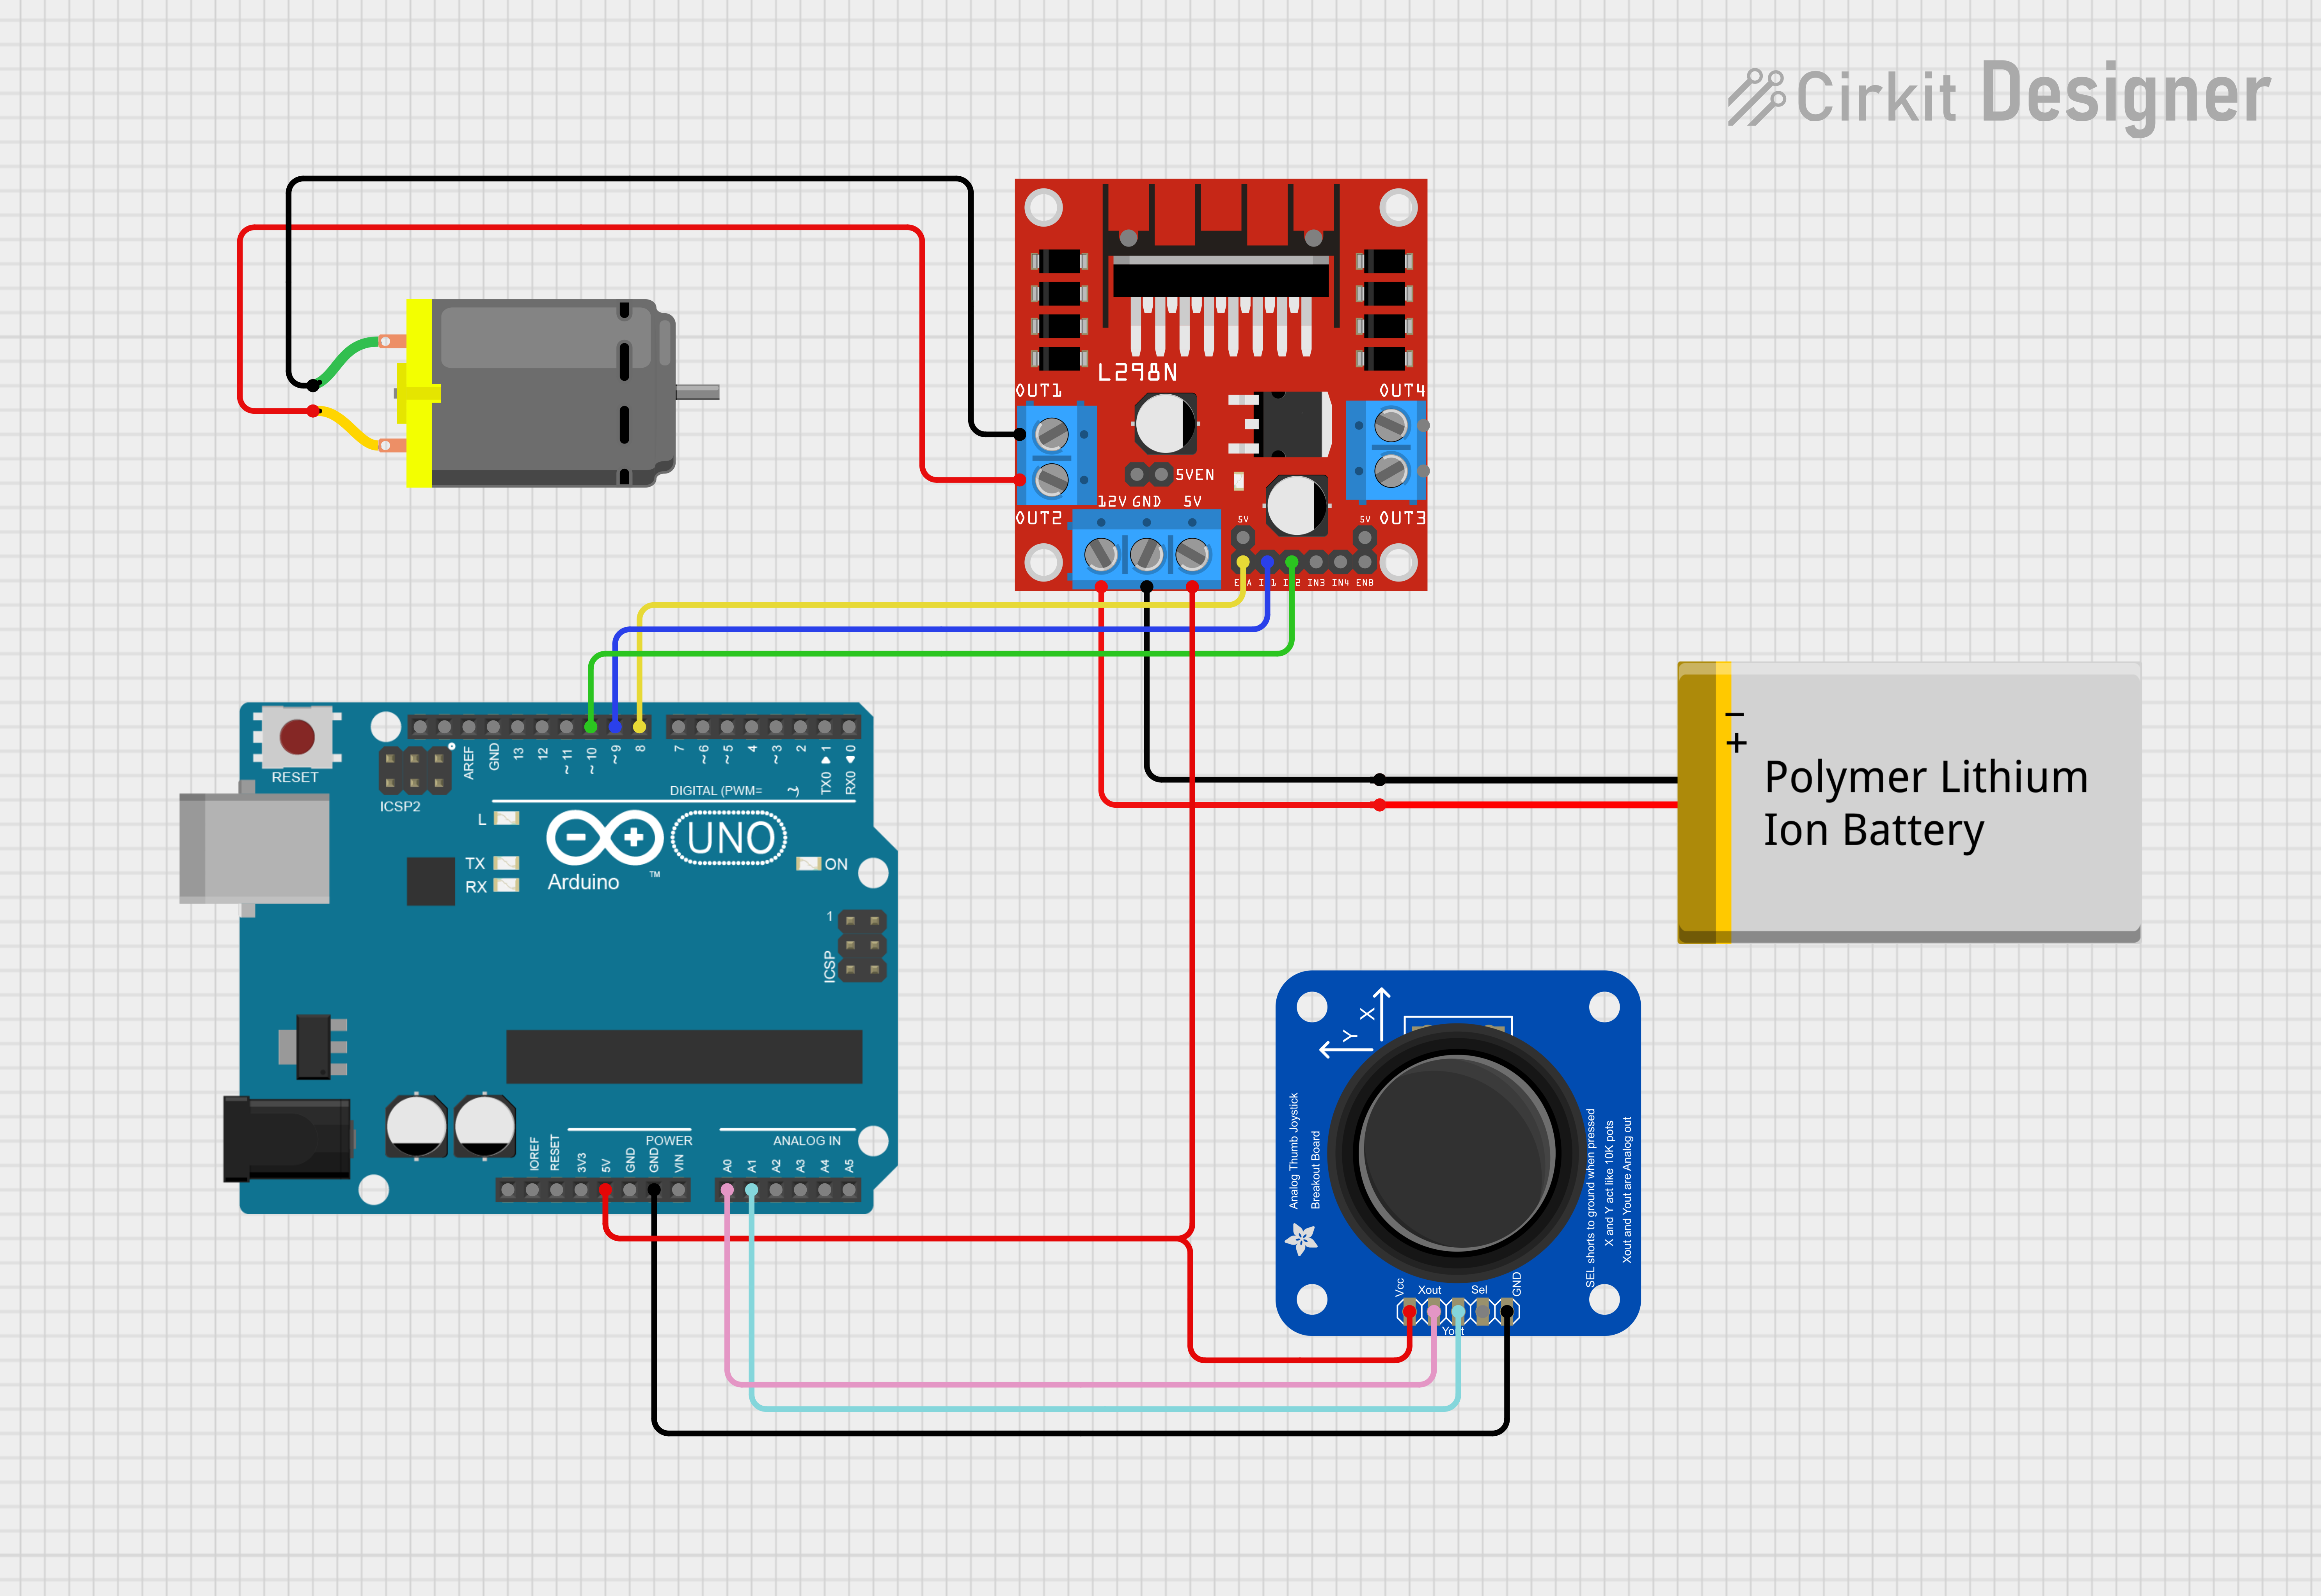 Cirkit Designer
L298N
OUT1
OUT4
5VEN
12V GND 5V
OUT2
5V
5V
OUT3
IN3 IN4 ENB
RESET
ICSP2
AREF
GND
13
12
~11
~10
~9
8
7
~6
~5
4
~3
2
TX0 ▶ 1
RX0 ◀ 0
DIGITAL (PWM= ~)
L
TX
RX
UNO
Arduino
™
ON
1
ICSP
POWER
ANALOG IN
IOREF
RESET
3V3
5V
GND
GND
VIN
A0
A1
A2
A3
A4
A5
−
+
Polymer Lithium
Ion Battery
X
Y
Analog Thumb Joystick
Breakout Board
SEL shorts to ground when pressed
X and Y act like 10K pots
Xout and Yout are Analog out
Vcc
Xout
Sel
GND